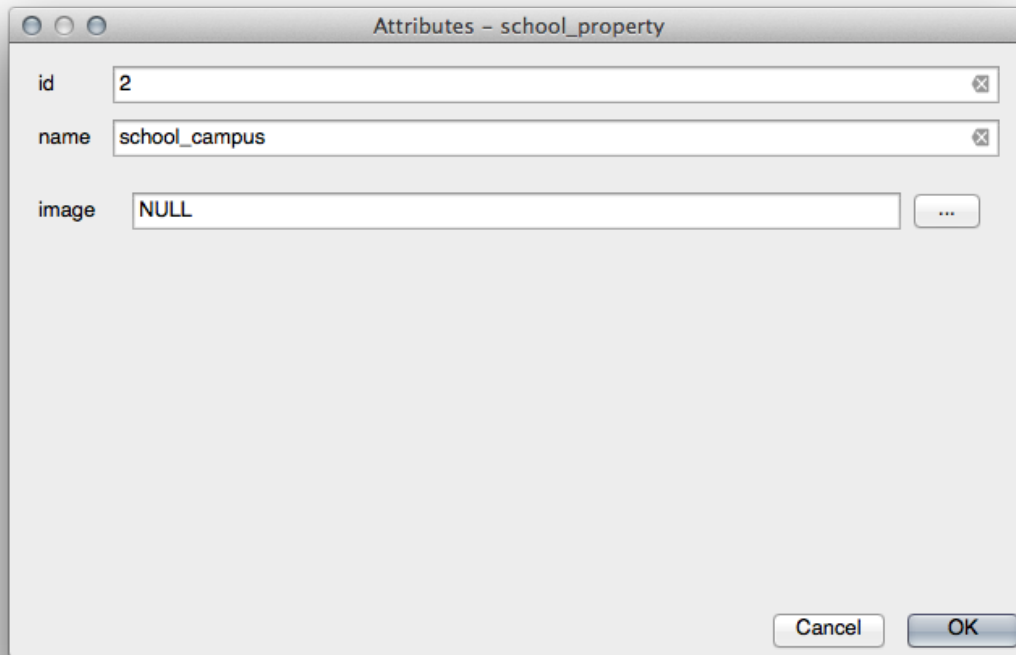 Attributes – school_property
id 2
name school_campus
image NULL ...
Cancel OK